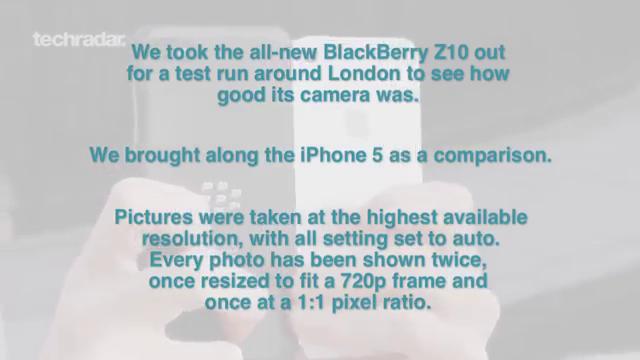 techradar.
We took the all-new BlackBerry Z10 out
for a test run around London to see how
good its camera was.
We brought along the iPhone 5 as a comparison.
Pictures were taken at the highest available
resolution, with all setting set to auto.
Every photo has been shown twice,
once resized to fit a 720p frame and
once at a 1:1 pixel ratio.